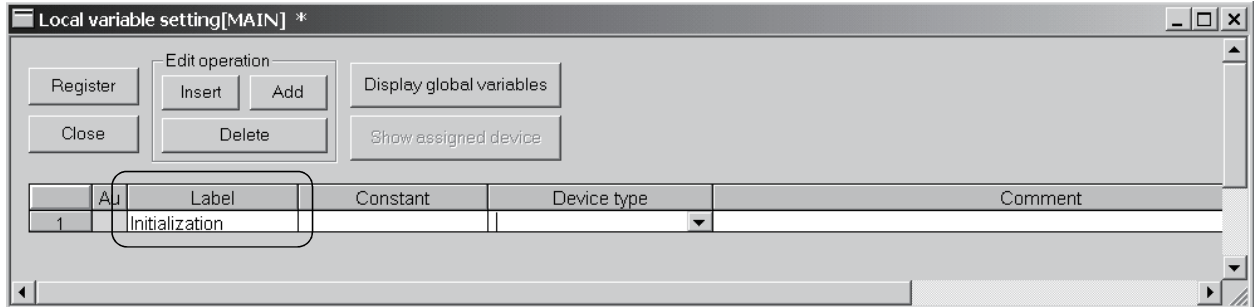 Local variable setting[MAIN] *
Edit operation
Register
Insert
Add
Display global variables
Close
Delete
Show assigned device
Au Label Constant Device type Comment
1 Initialization